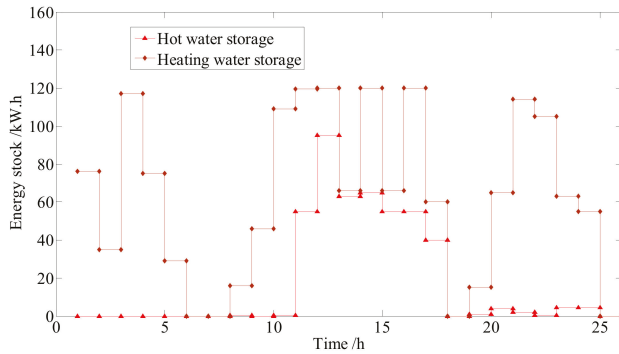 160
140
120
100
80
60
40
20
0
Energy stock /kW.h
Hot water storage
Heating water storage
0 5 10 15 20 25
Time /h